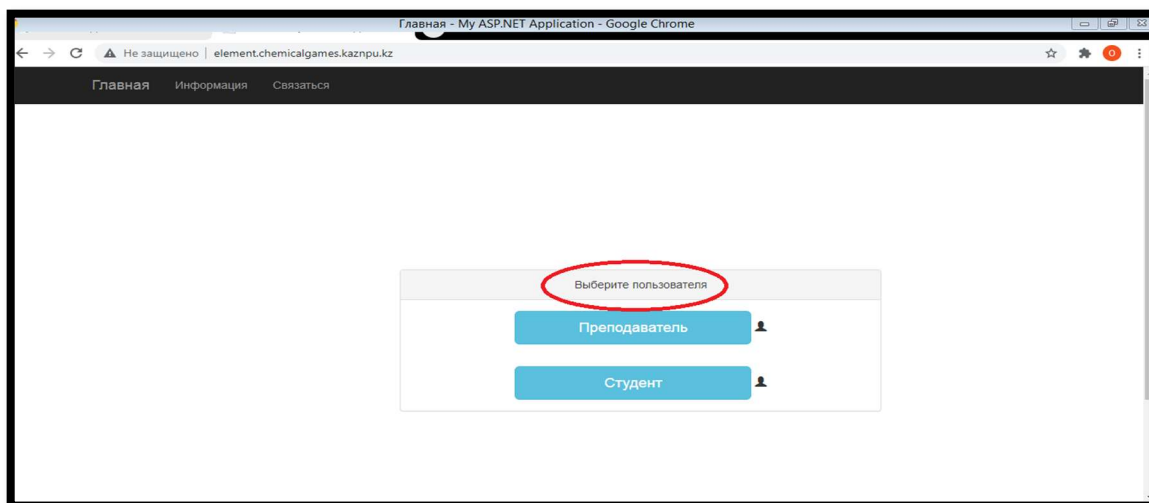 Главная - My ASP.NET Application - Google Chrome
Не защищено | element.chemicalgames.kaznpu.kz
О
Главная Информация Связаться
Выберите пользователя
Преподаватель
Студент